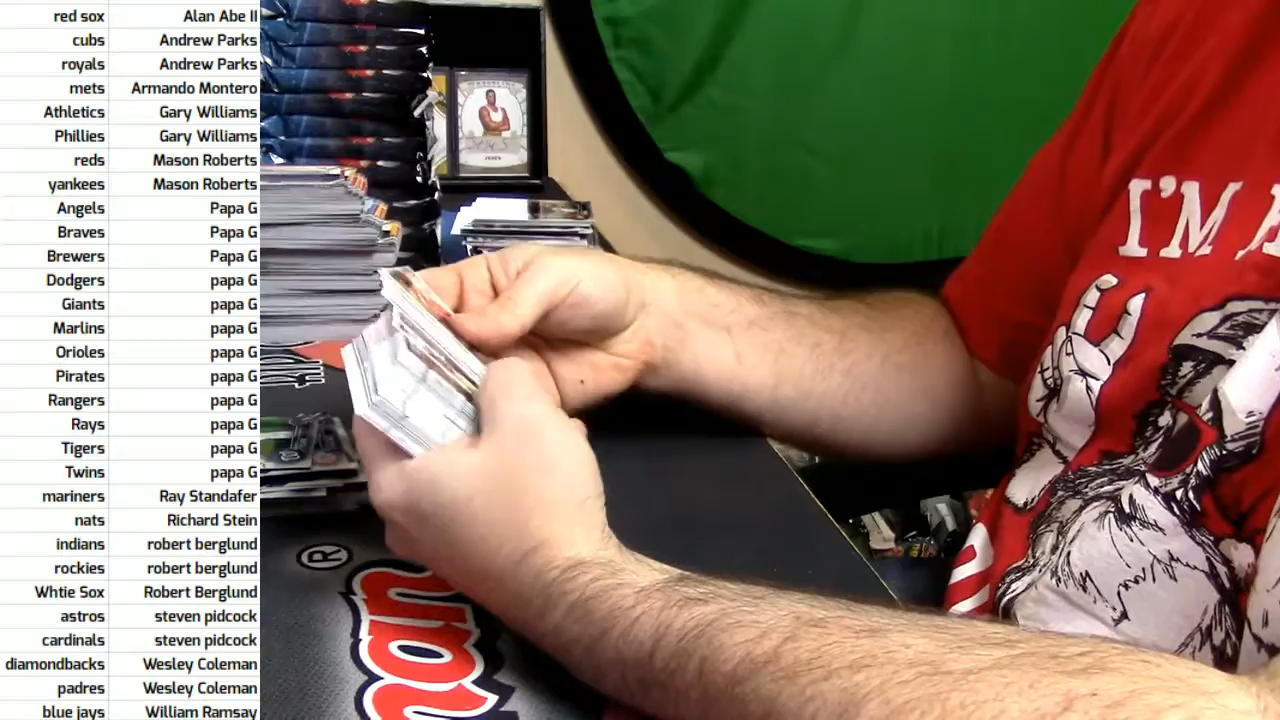 red sox Alan Abe II
cubs Andrew Parks
royals Andrew Parks
mets Armando Montero
Athletics Gary Williams
Phillies Gary Williams
reds Mason Roberts
yankees Mason Roberts
Angels Papa G
Braves Papa G
Brewers Papa G
Dodgers papa G
Giants papa G
Marlins papa G
Orioles papa G
Pirates papa G
Rangers papa G
Rays papa G
Tigers papa G
Twins papa G
mariners Ray Standafer
nats Richard Stein
indians robert berglund
rockies robert berglund
Whtie Sox Robert Berglund
astros steven pidcock
cardinals steven pidcock
diamondbacks Wesley Coleman
padres Wesley Coleman
blue jays William Ramsay
I'M
®
man